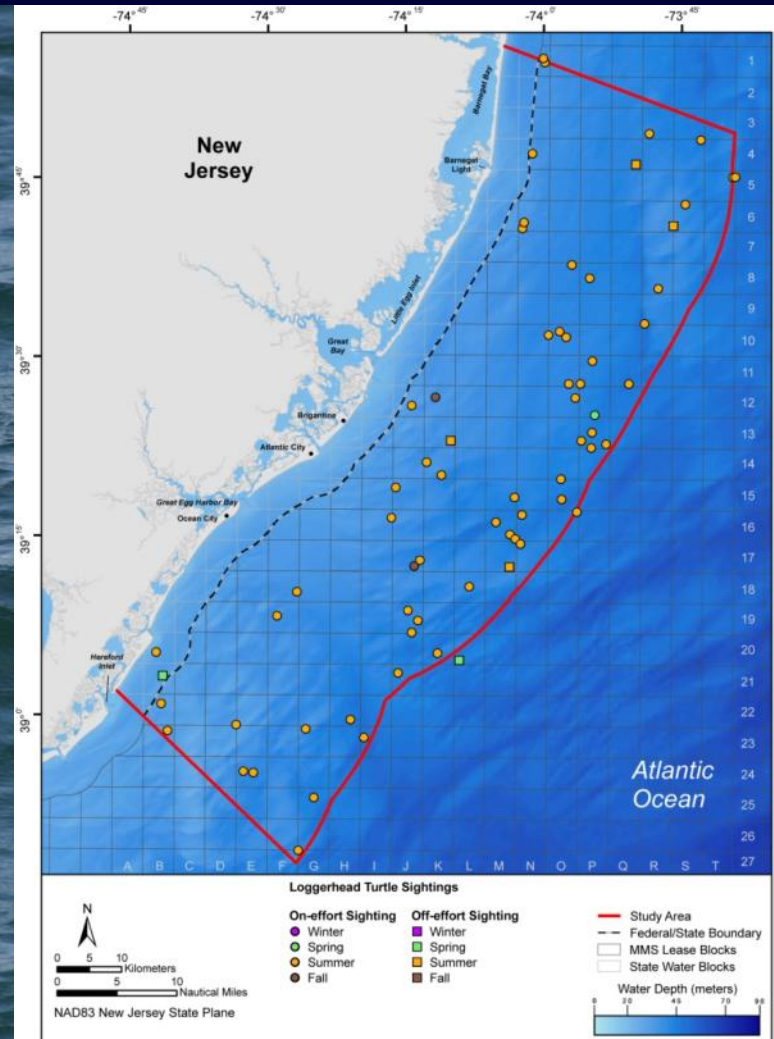 -74° 45'
-74° 30'
-74° 15'
-74° 0'
-73° 45'
39° 45'
39° 30'
39° 15'
39° 0'
New
Jersey
Barnegat Bay
Barnegat
Light
Little Egg Inlet
Great
Bay
Brigantine
Atlantic City
Great Egg Harbor Bay
Ocean City
Hereford
Inlet
Atlantic
Ocean
1
2
3
4
5
6
7
8
9
10
11
12
13
14
15
16
17
18
19
20
21
22
23
24
25
26
27
A B C D E F G H I J K L M N O P Q R S T
Loggerhead Turtle Sightings
N
0 5 10
Kilometers
0 5 10
Nautical Miles
NAD83 New Jersey State Plane
On-effort Sighting
Winter
Spring
Summer
Fall
Off-effort Sighting
Winter
Spring
Summer
Fall
Study Area
Federal/State Boundary
MMS Lease Blocks
State Water Blocks
Water Depth (meters)
0 20 40 70 90